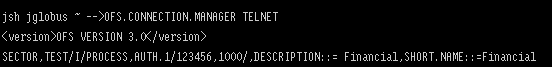 jsh jglobus ~ -->OFS.CONNECTION.MANAGER TELNET
<version>OFS VERSION 3.0</version>
SECTOR,TEST/I/PROCESS,AUTH.1/123456,1000/,DESCRIPTION::= Financial,SHORT.NAME::=Financial